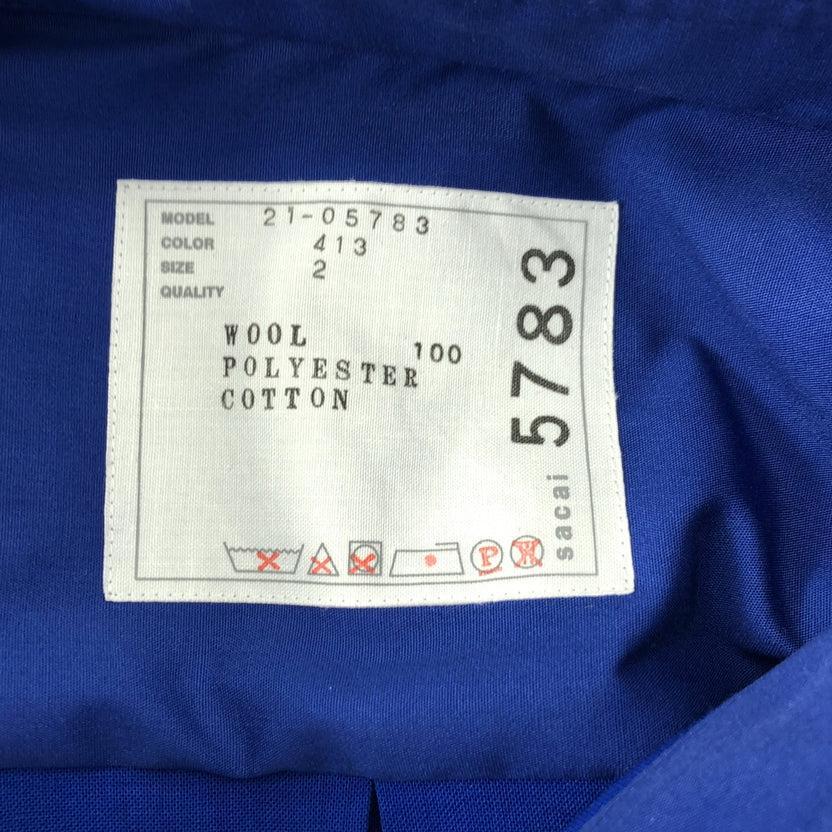 MODEL 21-05783
COLOR 413
SIZE 2
QUALITY
WOOL 100
POLYESTER
COTTON
P
W
sacai 5783